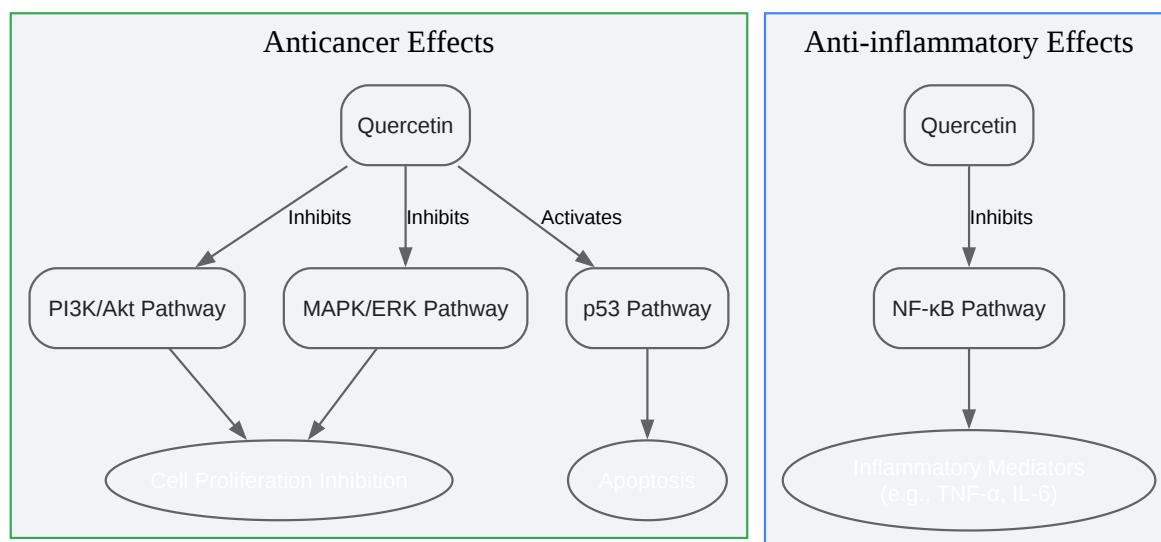 Anticancer Effects
Quercetin
Inhibits
Inhibits
Activates
PI3K/Akt Pathway
MAPK/ERK Pathway
p53 Pathway
Cell Proliferation Inhibition
Apoptosis
Anti-inflammatory Effects
Quercetin
Inhibits
NF-κB Pathway
Inflammatory Mediators
(e.g., TNF-α, IL-6)